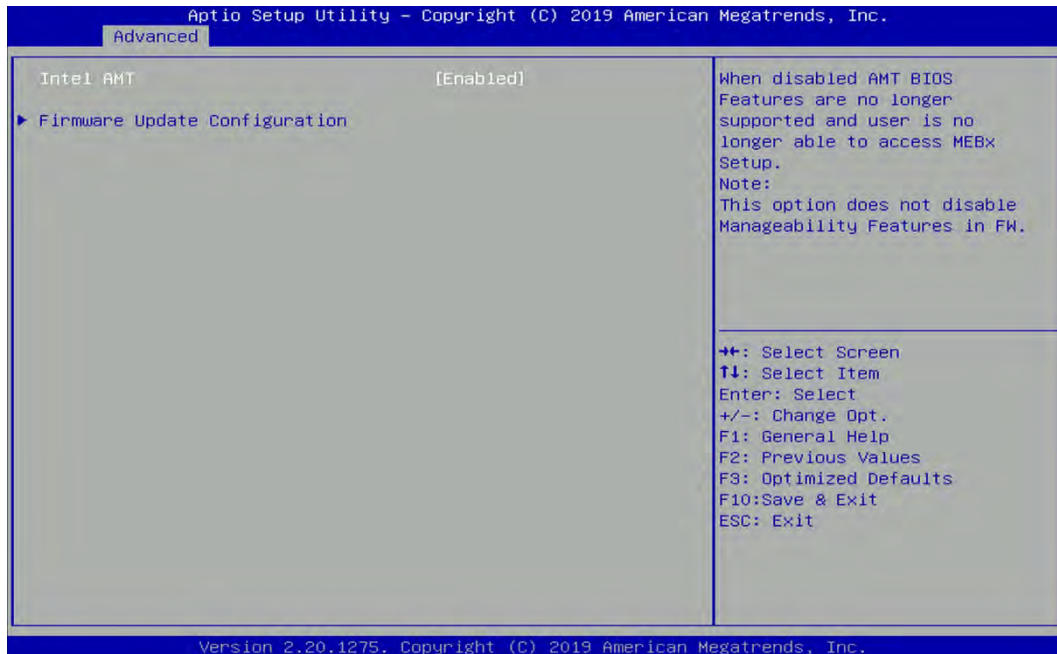 Aptio Setup Utility – Copyright (C) 2019 American Megatrends, Inc.
Advanced
Intel AMT [Enabled]
▶ Firmware Update Configuration
When disabled AMT BIOS
Features are no longer
supported and user is no
longer able to access MEBx
Setup.
Note:
This option does not disable
Manageability Features in FW.
→←: Select Screen
↑↓: Select Item
Enter: Select
+/-: Change Opt.
F1: General Help
F2: Previous Values
F3: Optimized Defaults
F10:Save & Exit
ESC: Exit
Version 2.20.1275. Copyright (C) 2019 American Megatrends, Inc.